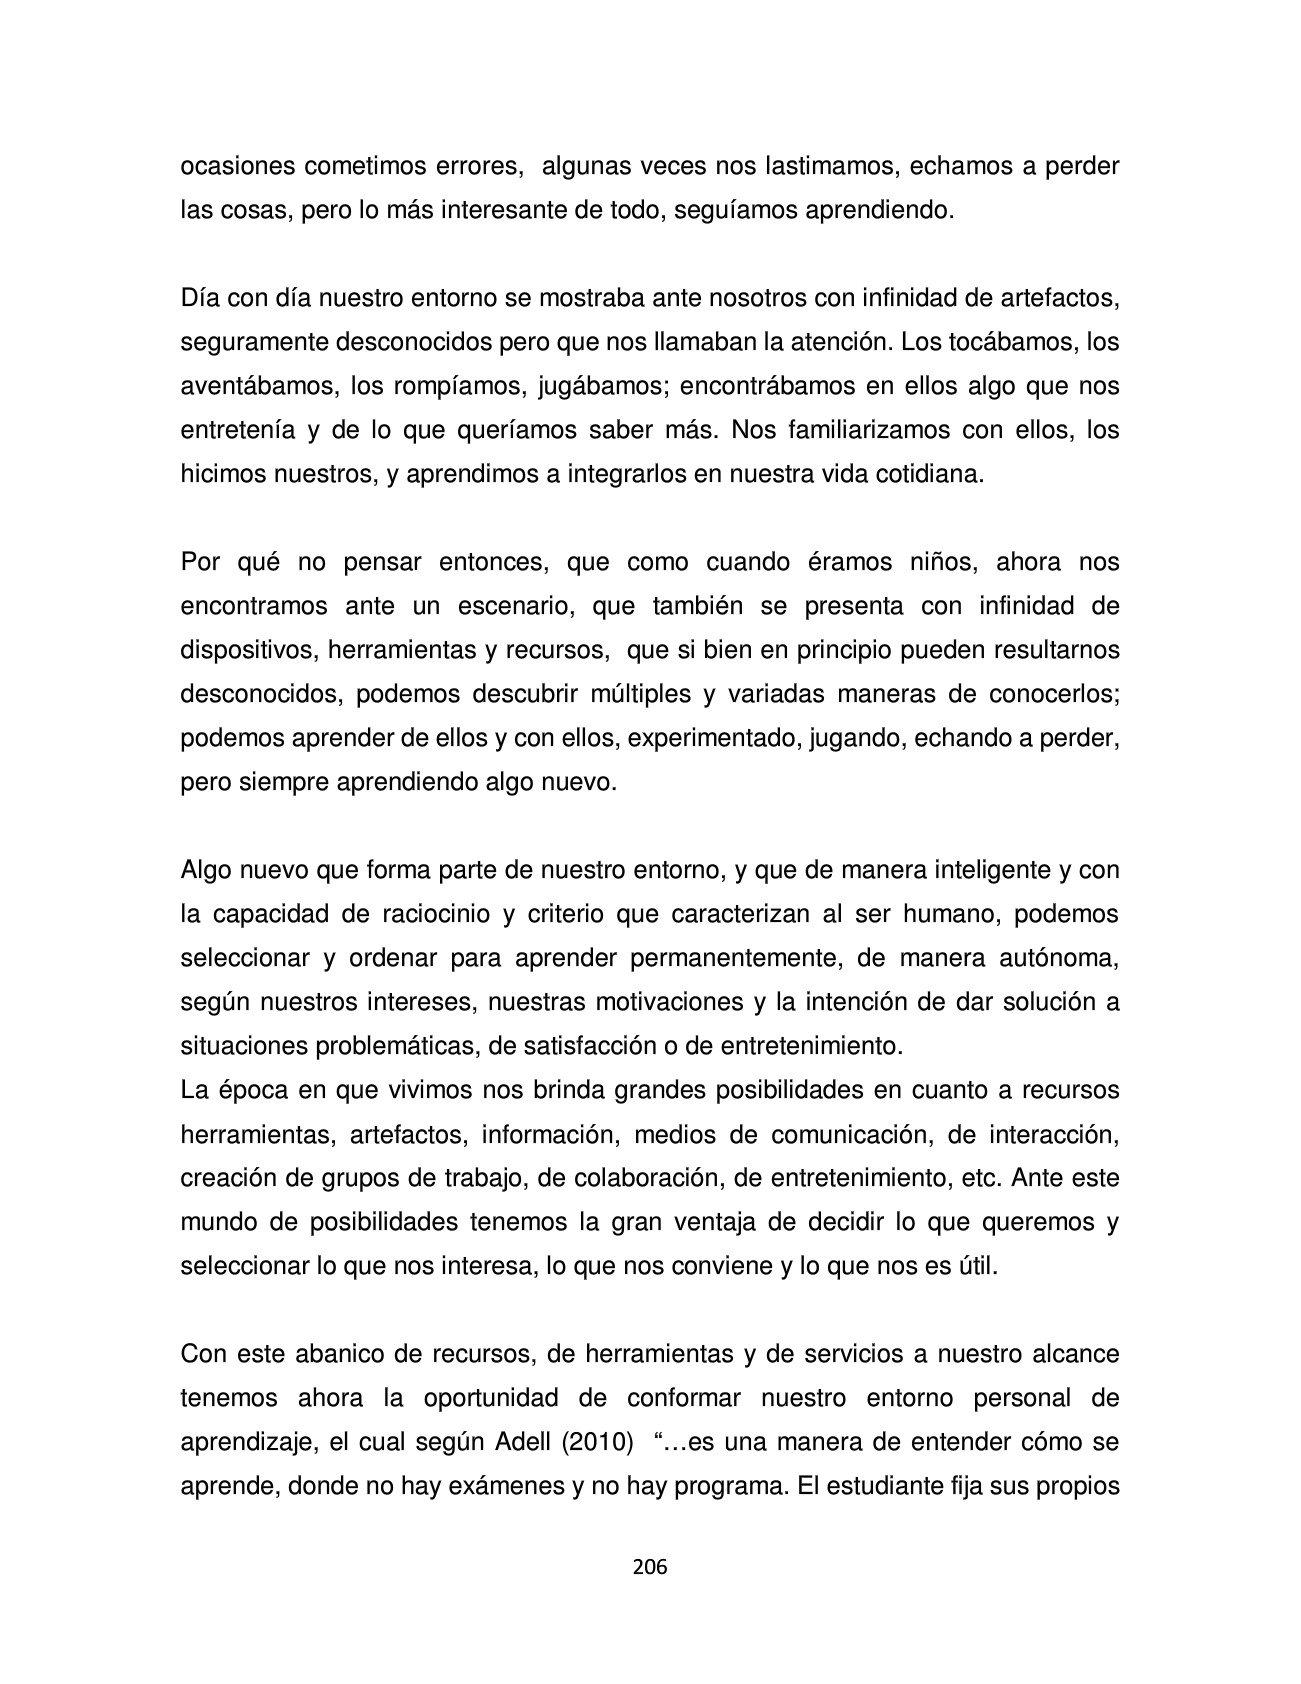 ocasiones cometimos errores,  algunas veces nos lastimamos, echamos a perder
las cosas, pero lo más interesante de todo, seguíamos aprendiendo.
Día con día nuestro entorno se mostraba ante nosotros con infinidad de artefactos,
seguramente desconocidos pero que nos llamaban la atención. Los tocábamos, los
aventábamos, los rompíamos, jugábamos; encontrábamos en ellos algo que nos
entretenía y de lo que queríamos saber más. Nos familiarizamos con ellos, los
hicimos nuestros, y aprendimos a integrarlos en nuestra vida cotidiana.
Por qué no pensar entonces, que como cuando éramos niños, ahora nos
encontramos ante un escenario, que también se presenta con infinidad de
dispositivos, herramientas y recursos,  que si bien en principio pueden resultarnos
desconocidos, podemos descubrir múltiples y variadas maneras de conocerlos;
podemos aprender de ellos y con ellos, experimentado, jugando, echando a perder,
pero siempre aprendiendo algo nuevo.
Algo nuevo que forma parte de nuestro entorno, y que de manera inteligente y con
la capacidad de raciocinio y criterio que caracterizan al ser humano, podemos
seleccionar y ordenar para aprender permanentemente, de manera autónoma,
según nuestros intereses, nuestras motivaciones y la intención de dar solución a
situaciones problemáticas, de satisfacción o de entretenimiento.
La época en que vivimos nos brinda grandes posibilidades en cuanto a recursos
herramientas, artefactos, información, medios de comunicación, de interacción,
creación de grupos de trabajo, de colaboración, de entretenimiento, etc. Ante este
mundo de posibilidades tenemos la gran ventaja de decidir lo que queremos y
seleccionar lo que nos interesa, lo que nos conviene y lo que nos es útil.
Con este abanico de recursos, de herramientas y de servicios a nuestro alcance
tenemos ahora la oportunidad de conformar nuestro entorno personal de
aprendizaje, el cual según Adell (2010)  “…es una manera de entender cómo se
aprende, donde no hay exámenes y no hay programa. El estudiante fija sus propios
206